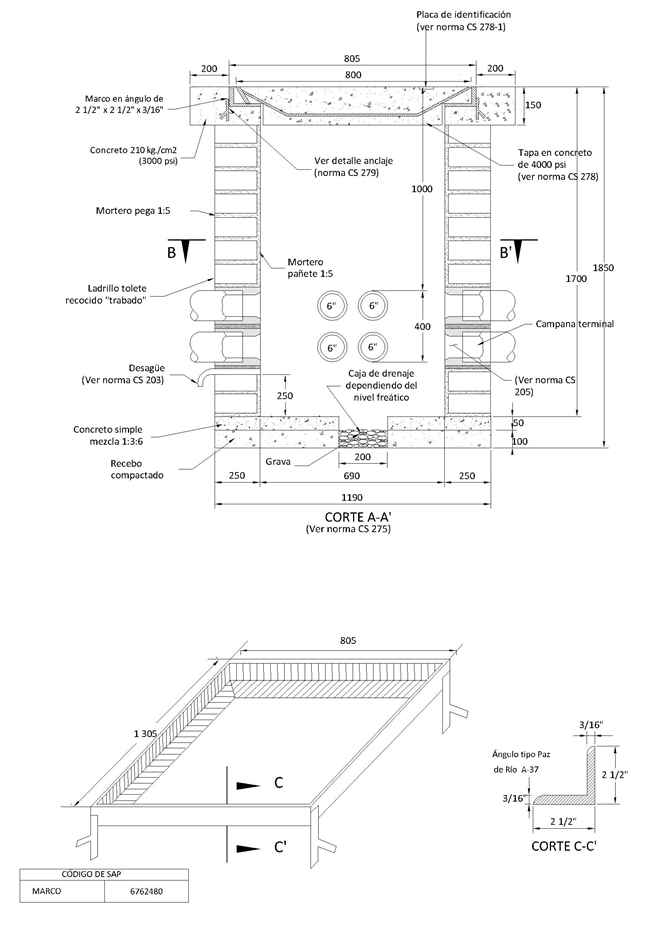 Placa de identificación
(ver norma CS 278-1)
805
200
800
200
Marco en ángulo de
2 1/2" x 2 1/2" x 3/16"
150
Concreto 210 kg./cm2
(3000 psi)
Ver detalle anclaje
(norma CS 279)
Tapa en concreto
de 4000 psi
(ver norma CS 278)
1000
Mortero pega 1:5
B
B'
Mortero
pañete 1:5
1700
1850
Ladrillo tolete
recocido "trabado"
6"
6"
400
Campana terminal
6"
6"
Desagüe
(Ver norma CS 203)
Caja de drenaje
dependiendo del
nivel freático
(Ver norma CS
205)
250
Concreto simple
mezcla 1:3:6
50
Recebo
compactado
Grava
200
100
250
690
250
1190
CORTE A-A'
(Ver norma CS 275)
805
1 305
C
C'
3/16"
Ángulo tipo Paz
de Río A-37
2 1/2"
3/16"
2 1/2"
CORTE C-C'
CÓDIGO DE SAP
MARCO 6762480